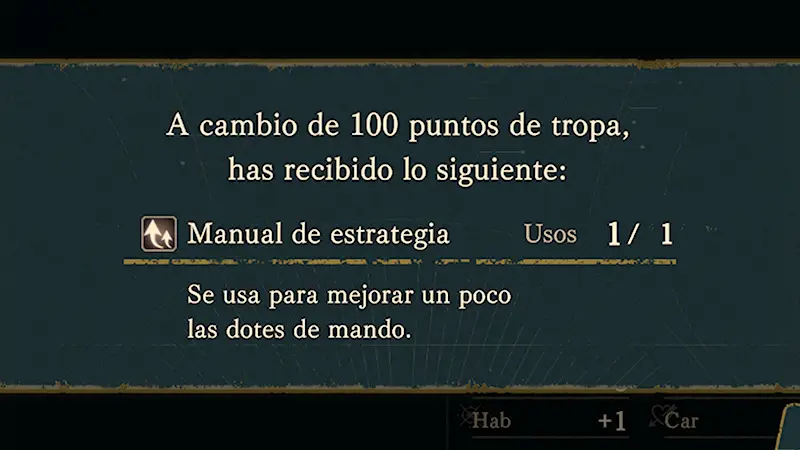 A cambio de 100 puntos de tropa,
has recibido lo siguiente:
Manual de estrategia Usos 1/ 1
Se usa para mejorar un poco
las dotes de mando.
Hab +1 Car